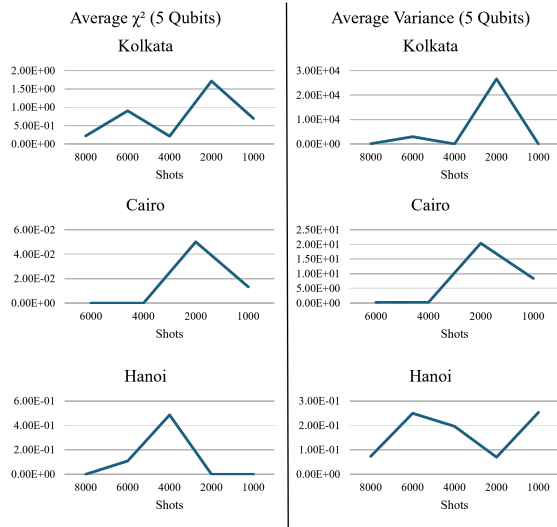 Average χ² (5 Qubits)
Kolkata
2.00E+00
1.50E+00
1.00E+00
5.00E-01
0.00E+00
8000 6000 4000 2000 1000
Shots
Cairo
6.00E-02
4.00E-02
2.00E-02
0.00E+00
6000 4000 2000 1000
Shots
Hanoi
6.00E-01
4.00E-01
2.00E-01
0.00E+00
8000 6000 4000 2000 1000
Shots
Average Variance (5 Qubits)
Kolkata
3.00E+04
2.00E+04
1.00E+04
0.00E+00
8000 6000 4000 2000 1000
Shots
Cairo
2.50E+01
2.00E+01
1.50E+01
1.00E+01
5.00E+00
0.00E+00
6000 4000 2000 1000
Shots
Hanoi
3.00E-01
2.00E-01
1.00E-01
0.00E+00
8000 6000 4000 2000 1000
Shots